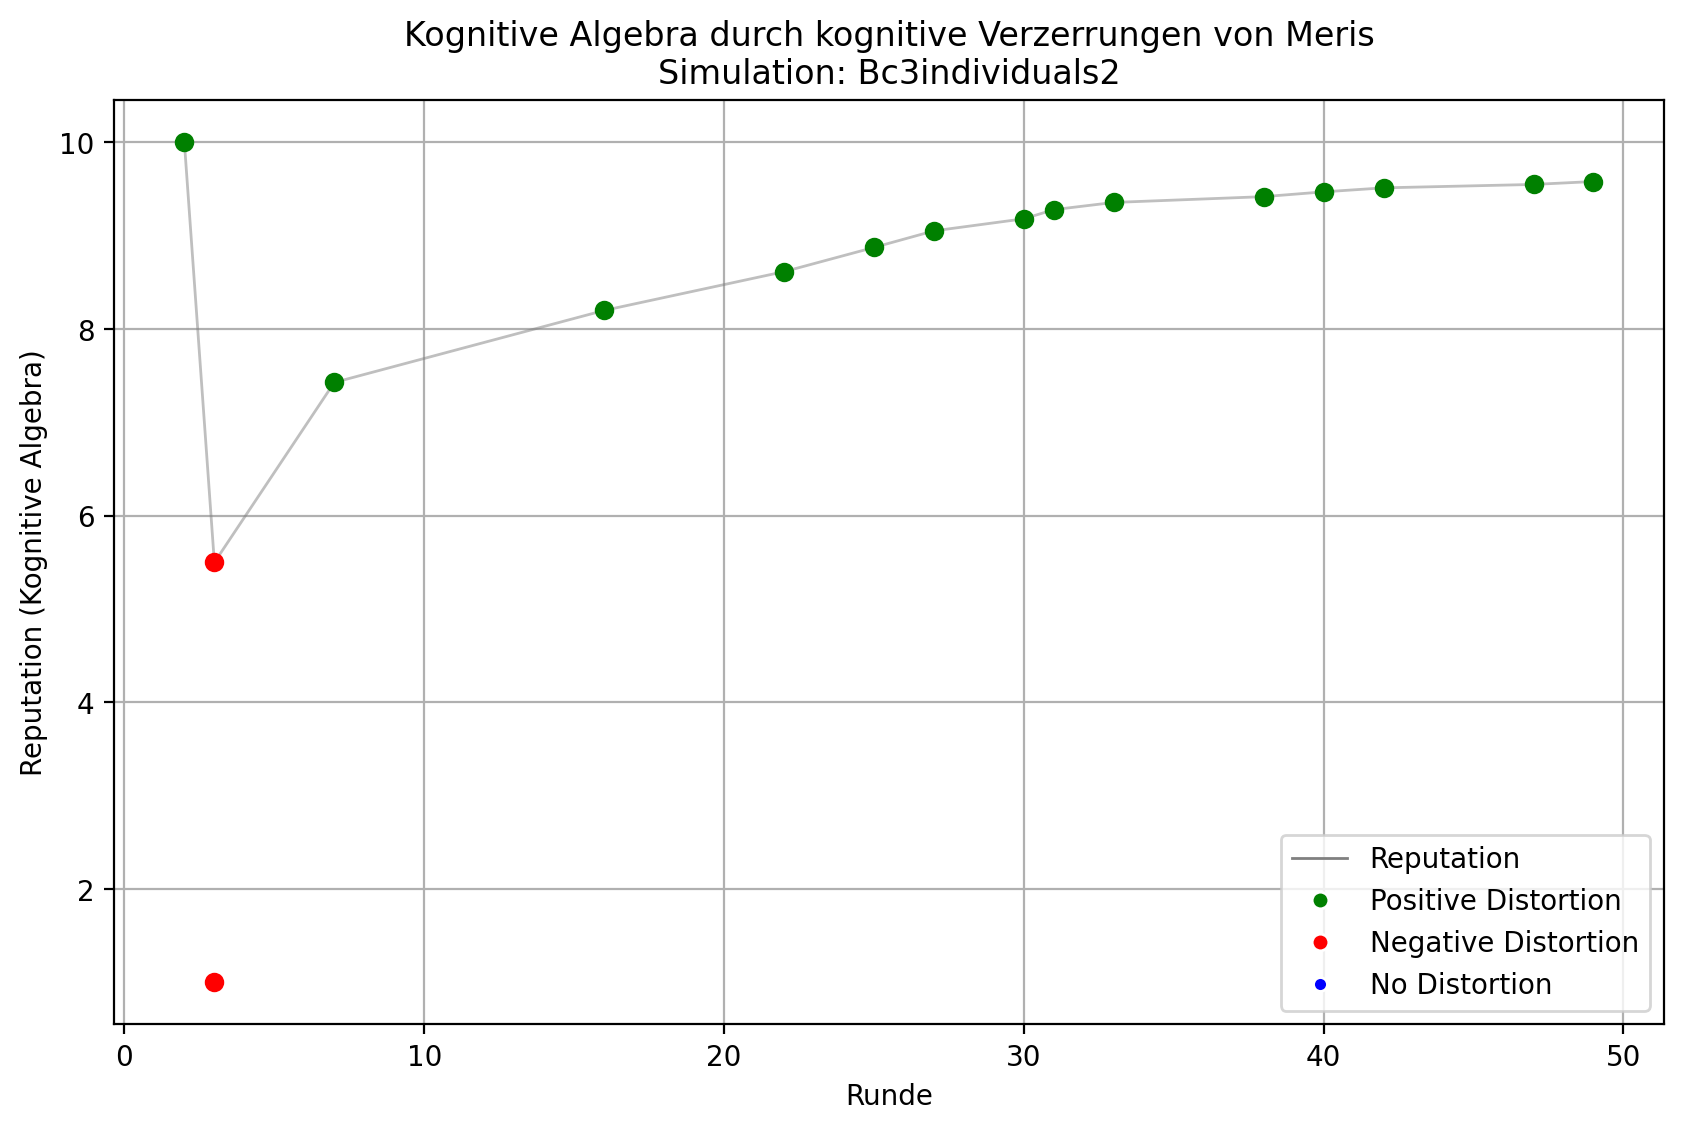 Kognitive Algebra durch kognitive Verzerrungen von Meris
Simulation: Bc3individuals2
Reputation (Kognitive Algebra)
10
8
6
4
2
0
10
20
30
40
50
Runde
Reputation
Positive Distortion
Negative Distortion
No Distortion